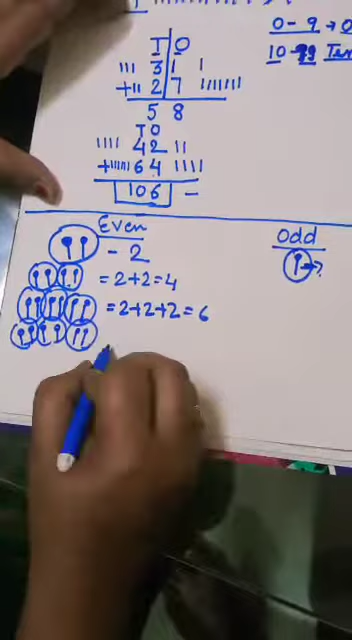 0-9 → O
T O
10-99 Ten
3 1
+ 2 7
5 8
T O
4 2
+ 6 4
106 -
Even
Odd
- 2
?
= 2+2=4
= 2+2+2=6